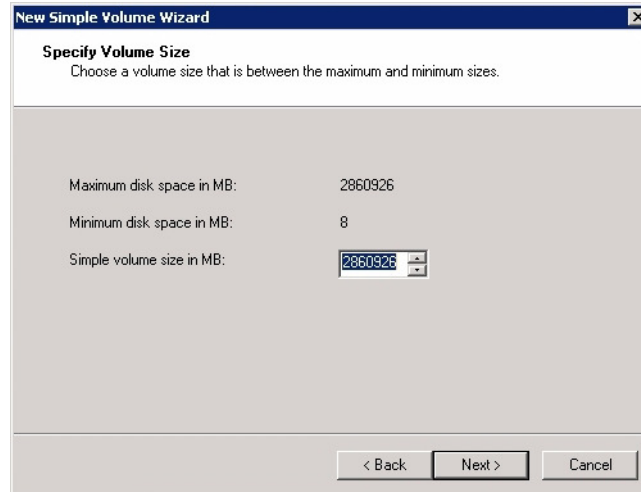 New Simple Volume Wizard
Specify Volume Size
Choose a volume size that is between the maximum and minimum sizes.
Maximum disk space in MB: 2860926
Minimum disk space in MB: 8
Simple volume size in MB: 2860926
< Back Next > Cancel